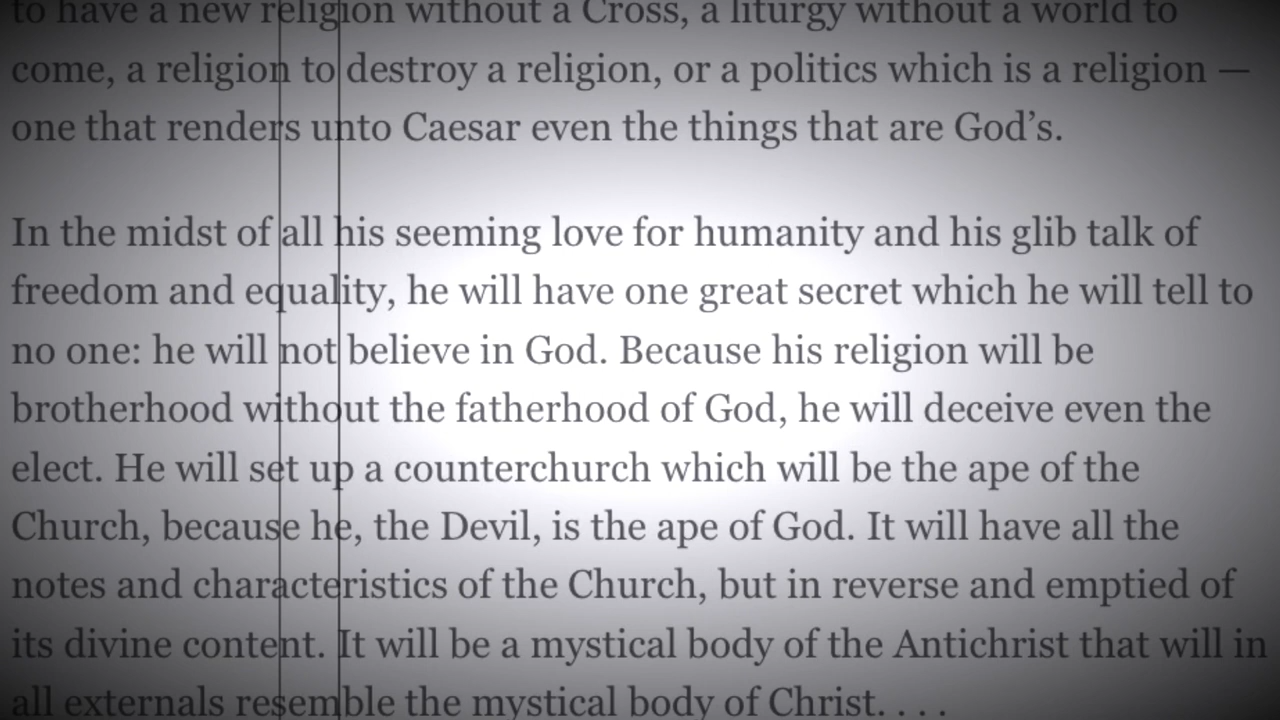 to have a new religion without a Cross, a liturgy without a world to
come, a religion to destroy a religion, or a politics which is a religion —
one that renders unto Caesar even the things that are God’s.
In the midst of all his seeming love for humanity and his glib talk of
freedom and equality, he will have one great secret which he will tell to
no one: he will not believe in God. Because his religion will be
brotherhood without the fatherhood of God, he will deceive even the
elect. He will set up a counterchurch which will be the ape of the
Church, because he, the Devil, is the ape of God. It will have all the
notes and characteristics of the Church, but in reverse and emptied of
its divine content. It will be a mystical body of the Antichrist that will in
all externals resemble the mystical body of Christ. . . .